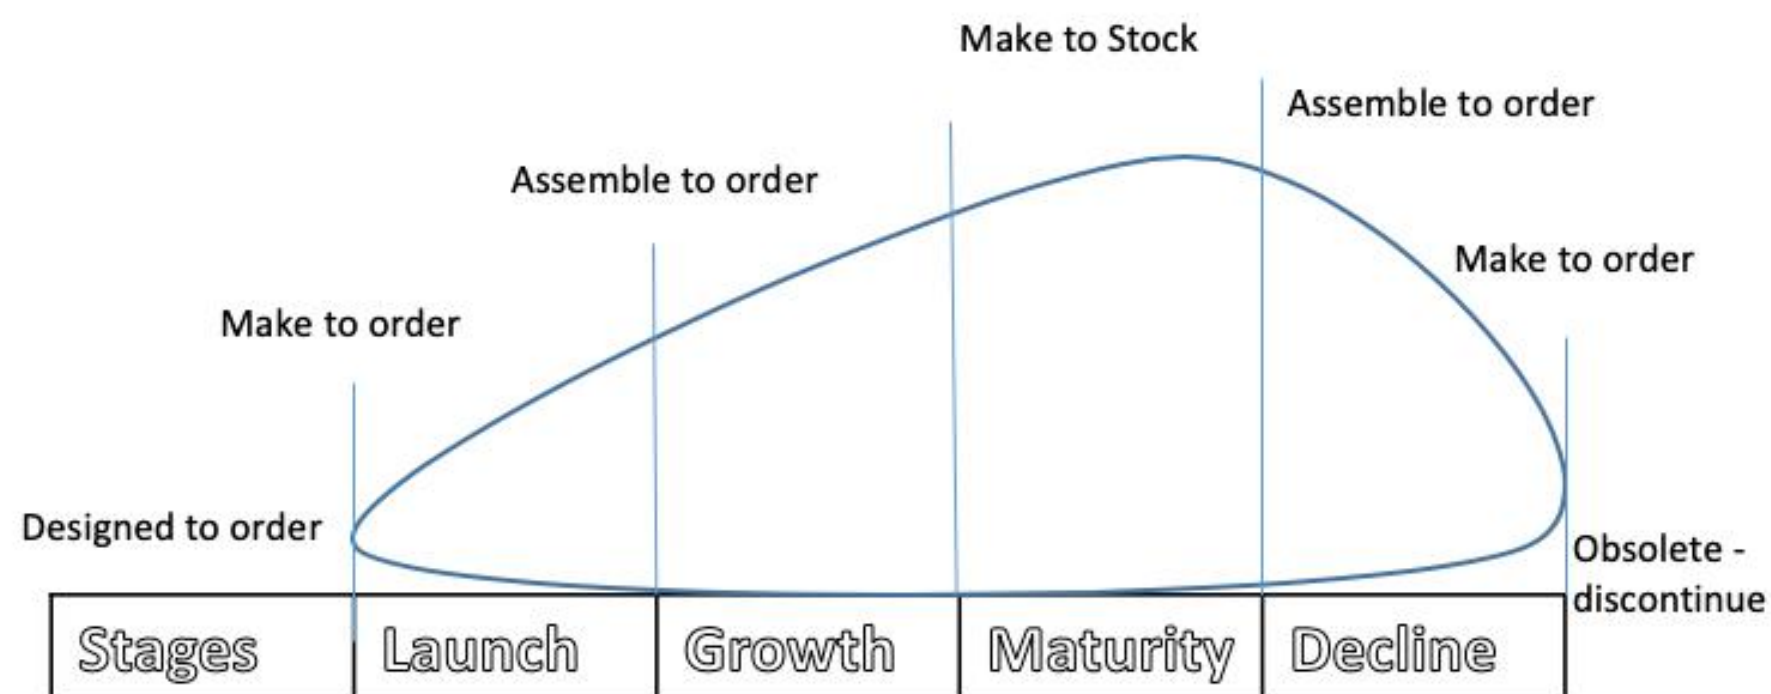 Make to Stock
Assemble to order
Assemble to order
Make to order
Make to order
Designed to order
Obsolete -
discontinue
Stages
Launch
Growth
Maturity
Decline